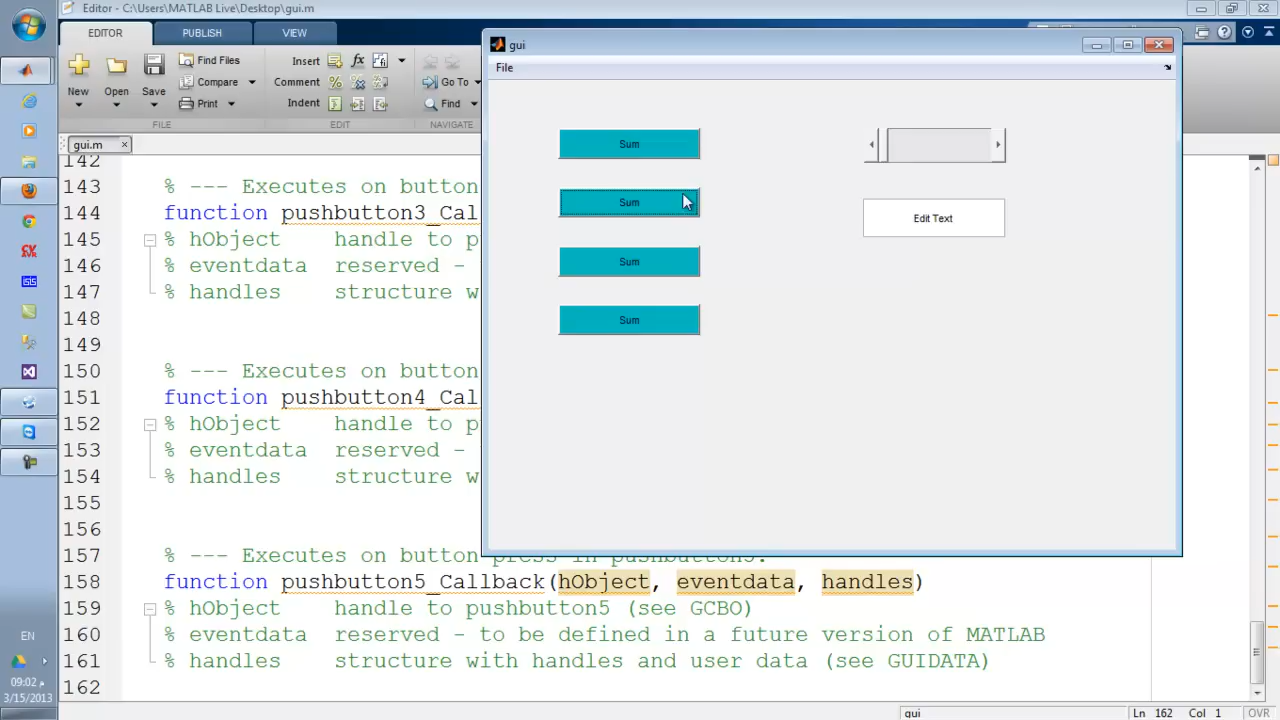 Editor - C:\Users\MATLAB Live\Desktop\gui.m
EDITOR PUBLISH VIEW
New Open Save
Find Files
Compare
Print
Insert
Comment
Indent
Go To
Find
FILE EDIT NAVIGATE
gui.m ×
gui
File
Sum
Sum
Sum
Sum
Edit Text
142
143 % --- Executes on button
144 function pushbutton3_Cal
145 % hObject handle to p
146 % eventdata reserved -
147 % handles structure w
148
149
150 % --- Executes on button
151 function pushbutton4_Cal
152 % hObject handle to p
153 % eventdata reserved -
154 % handles structure w
155
156
157 % --- Executes on button press in pushbutton5.
158 function pushbutton5_Callback(hObject, eventdata, handles)
159 % hObject handle to pushbutton5 (see GCBO)
160 % eventdata reserved - to be defined in a future version of MATLAB
161 % handles structure with handles and user data (see GUIDATA)
162
EN
09:02 م
3/15/2013
gui Ln 162 Col 1 OVR